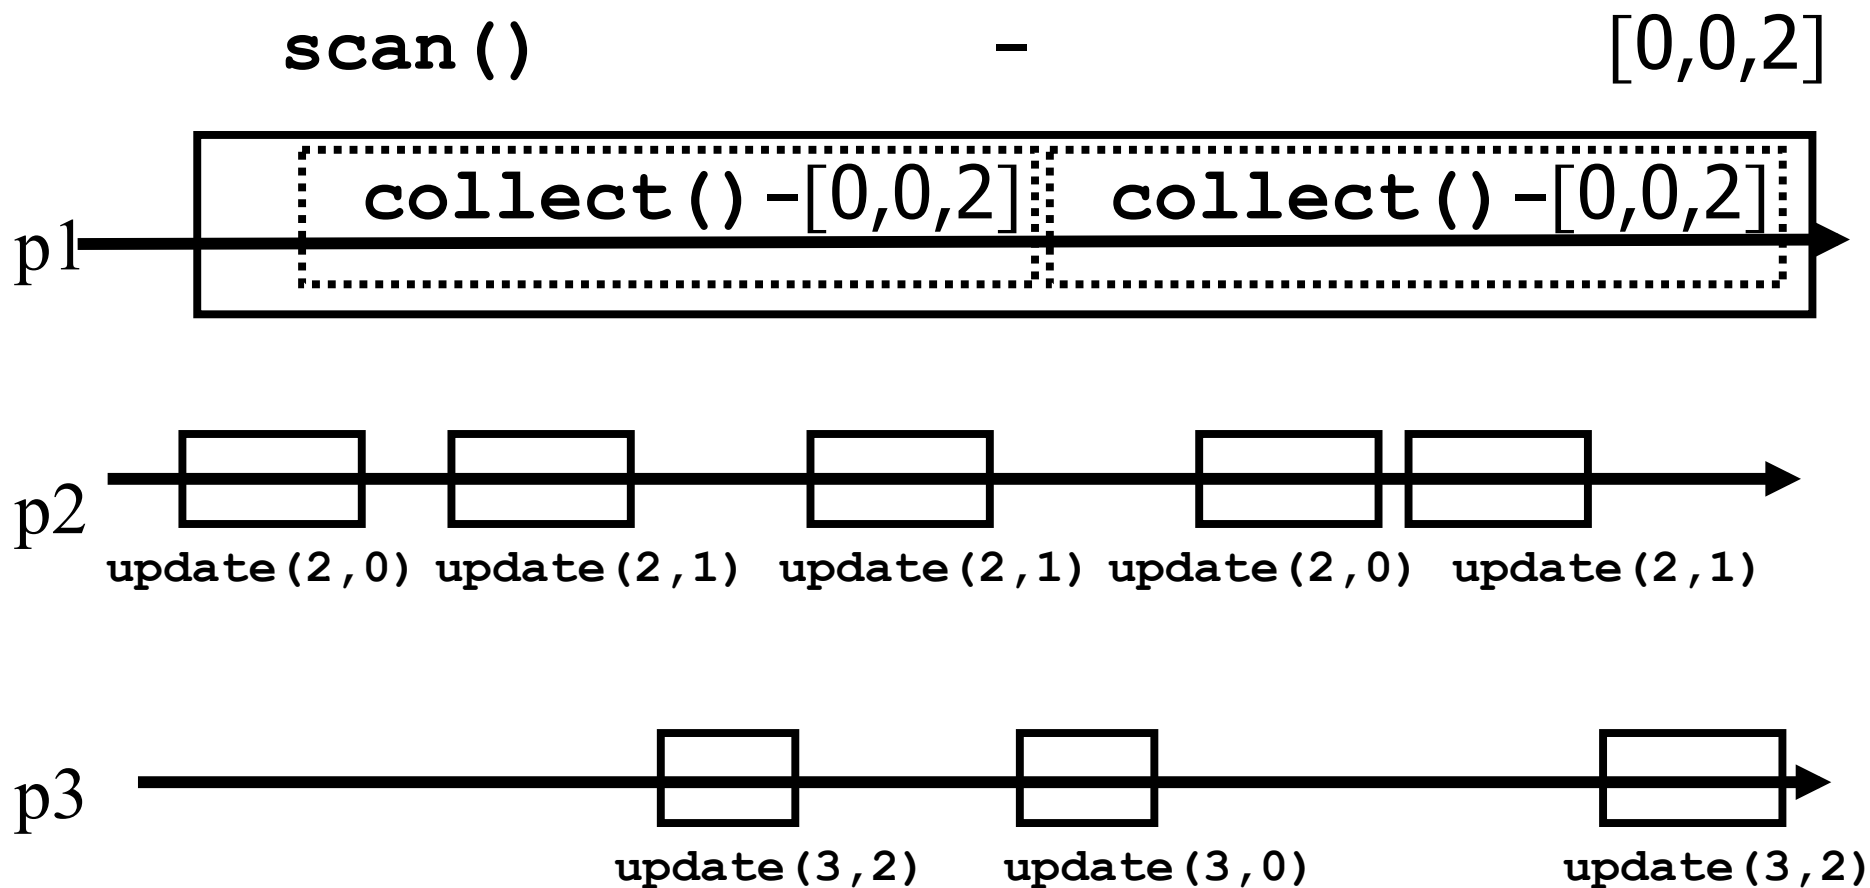 scan() - [0,0,2]
collect()-[0,0,2] collect()-[0,0,2]
p1
p2
update(2,0) update(2,1) update(2,1) update(2,0) update(2,1)
p3
update(3,2) update(3,0) update(3,2)